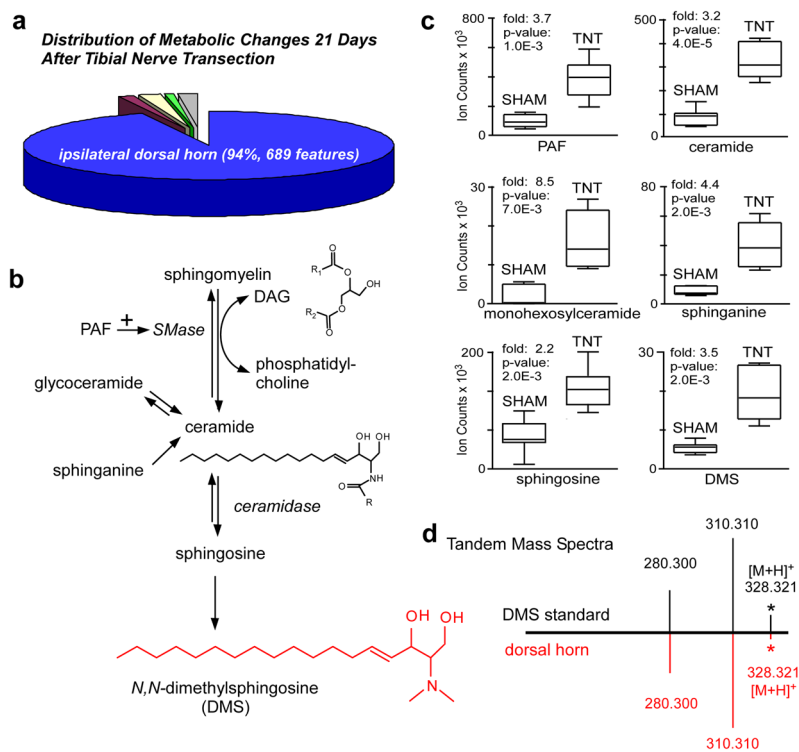 a
Distribution of Metabolic Changes 21 Days
After Tibial Nerve Transection
ipsilateral dorsal horn (94%, 689 features)
b
sphingomyelin
DAG
R1
O
O
OH
R2
O
O
PAF
+
SMase
phosphatidyl-
choline
glycoceramide
ceramide
sphinganine
OH OH
O
NH
R
ceramidase
sphingosine
OH
OH
N
N,N-dimethylsphingosine
(DMS)
c
Ion Counts x 10³
800
0
fold: 3.7
p-value:
1.0E-3
SHAM
TNT
PAF
500
0
fold: 3.2
p-value:
4.0E-5
SHAM
TNT
ceramide
Ion Counts x 10³
30
0
fold: 8.5
p-value:
7.0E-3
SHAM
TNT
monohexosylceramide
80
0
fold: 4.4
p-value
2.0E-3
SHAM
TNT
sphinganine
Ion Counts x 10³
200
0
fold: 2.2
p-value:
2.0E-3
SHAM
TNT
sphingosine
30
0
fold: 3.5
p-value:
2.0E-3
SHAM
TNT
DMS
d
Tandem Mass Spectra
310.310
280.300
[M+H]+
328.321
*
DMS standard
dorsal horn
*
328.321
[M+H]+
280.300
310.310